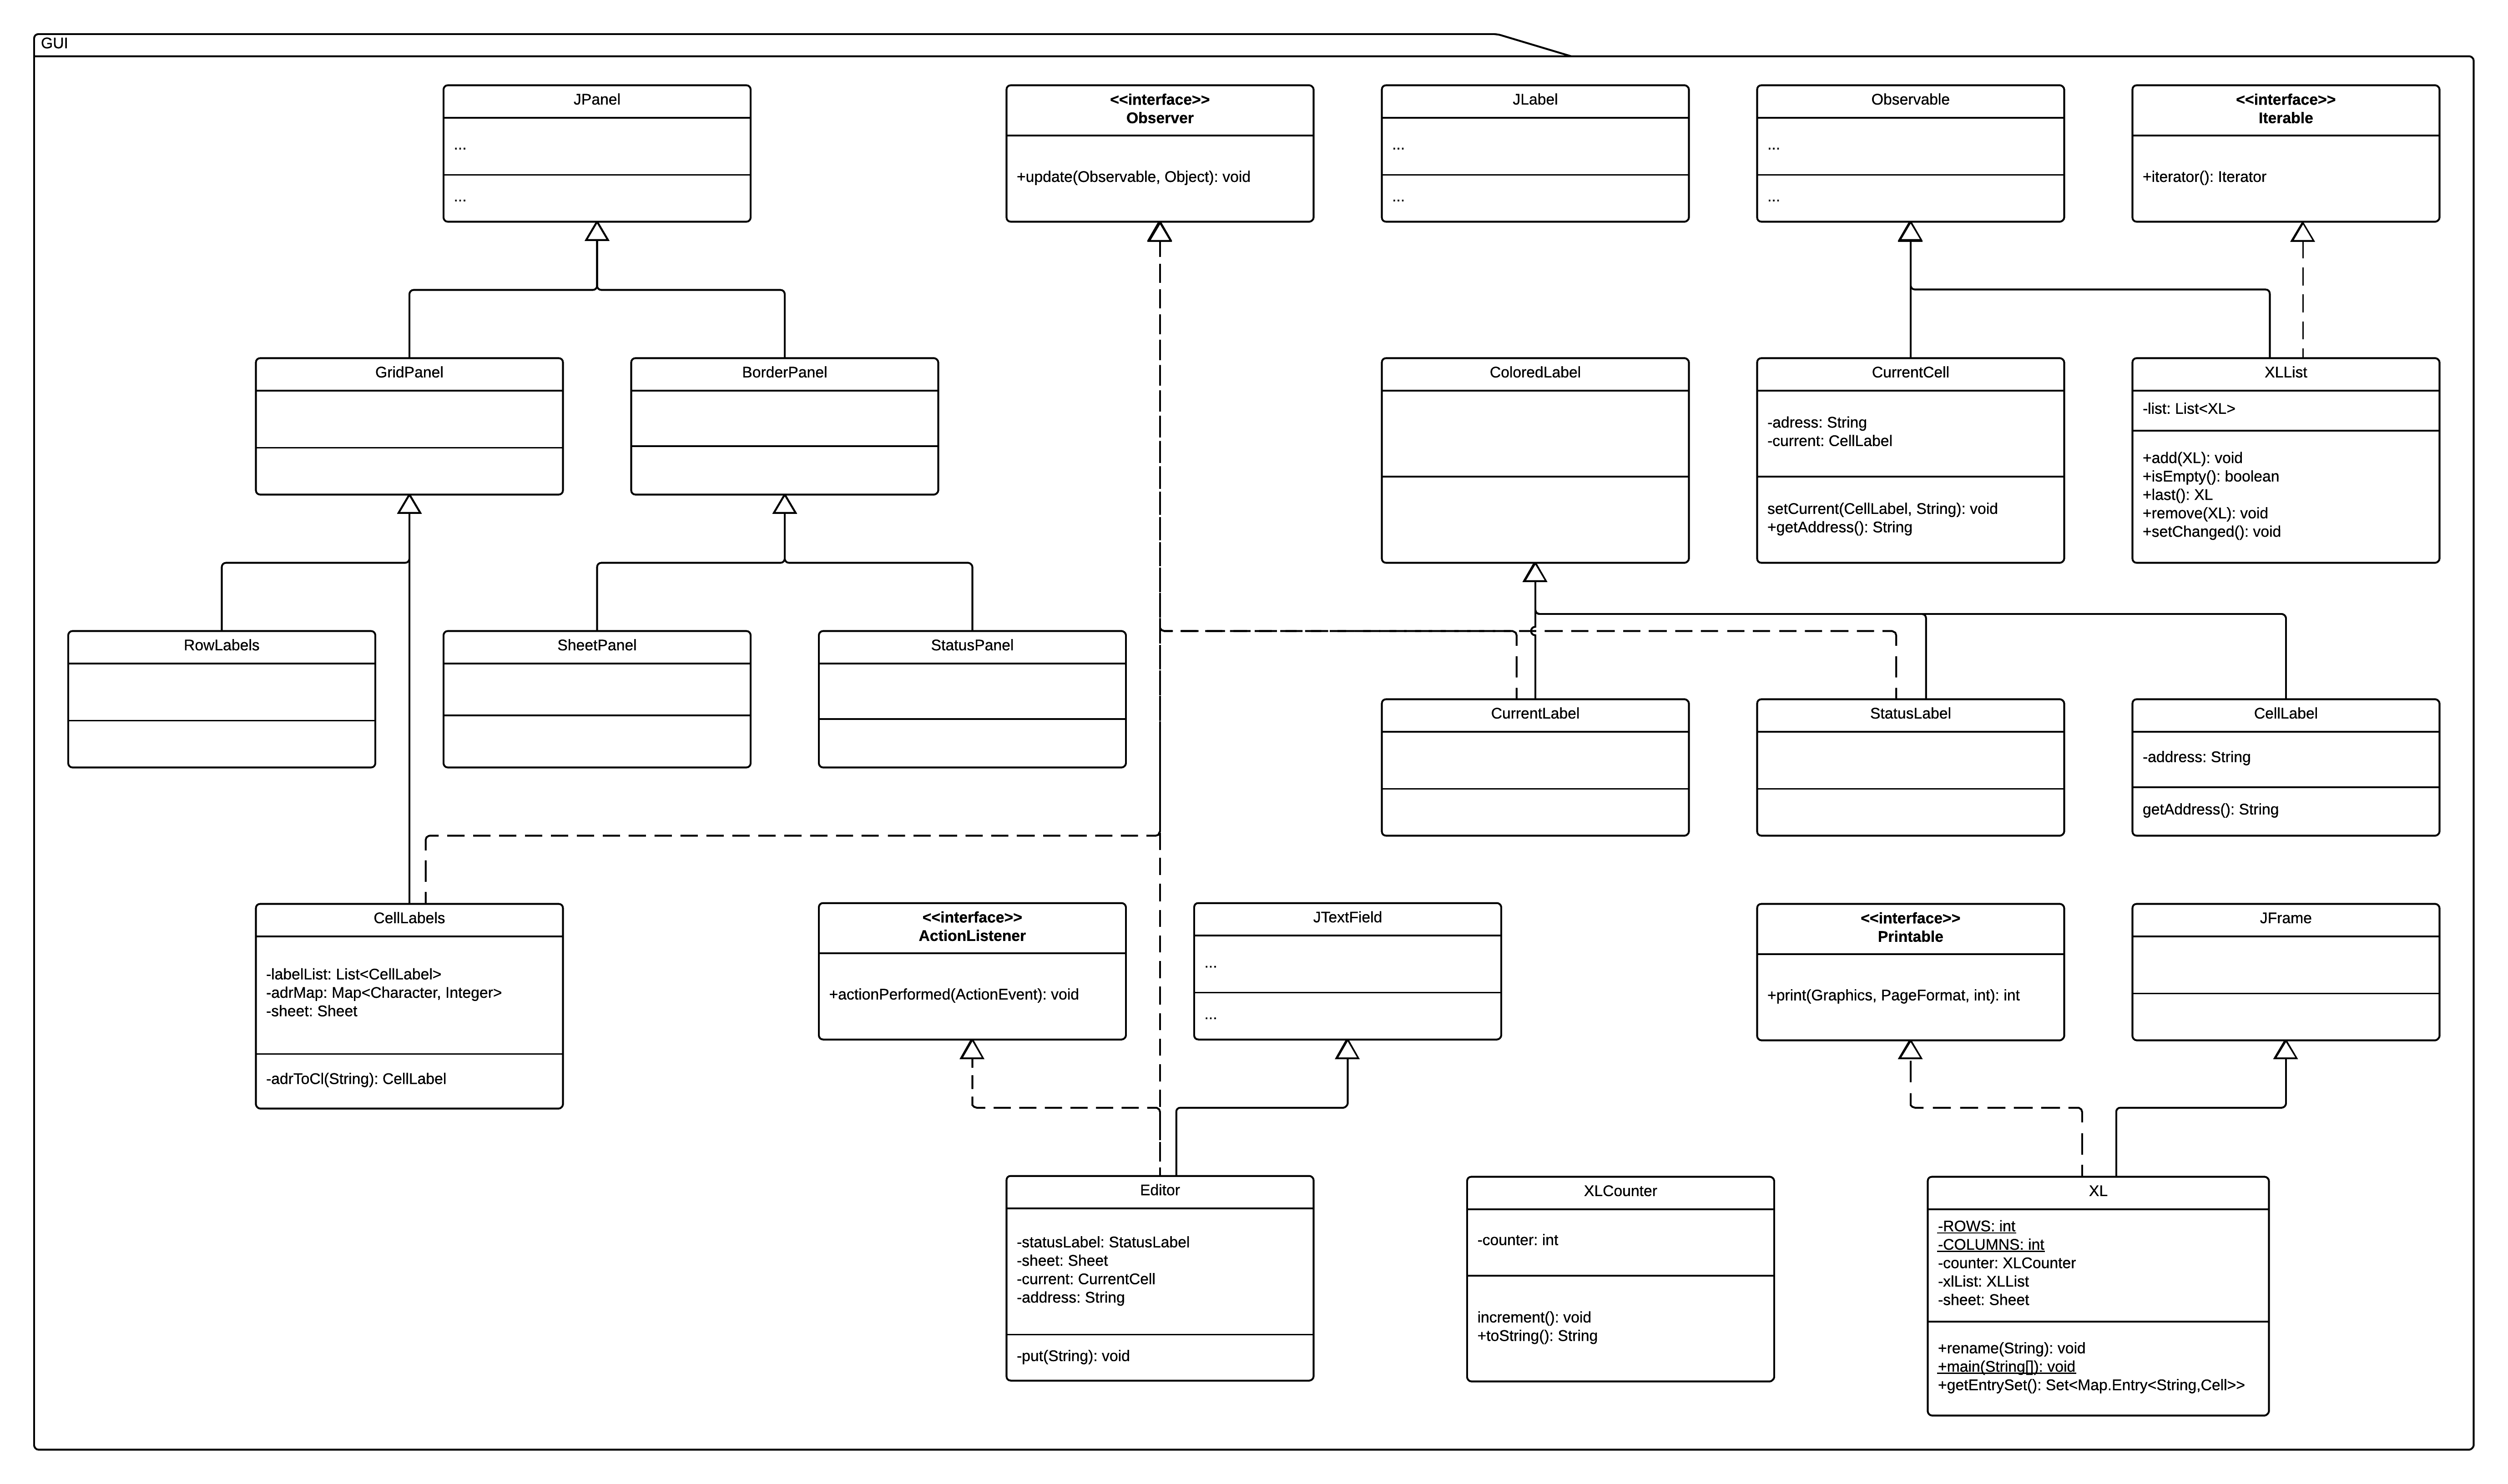 GUI
JPanel
...
...
<<interface>>
Observer
+update(Observable, Object): void
JLabel
...
...
Observable
...
...
<<interface>>
Iterable
+iterator(): Iterator
GridPanel
BorderPanel
ColoredLabel
CurrentCell
-adress: String
-current: CellLabel
setCurrent(CellLabel, String): void
+getAddress(): String
XLList
-list: List<XL>
+add(XL): void
+isEmpty(): boolean
+last(): XL
+remove(XL): void
+setChanged(): void
RowLabels
SheetPanel
StatusPanel
CurrentLabel
StatusLabel
CellLabel
-address: String
getAddress(): String
CellLabels
-labelList: List<CellLabel>
-adrMap: Map<Character, Integer>
-sheet: Sheet
-adrToCl(String): CellLabel
<<interface>>
ActionListener
+actionPerformed(ActionEvent): void
JTextField
...
...
<<interface>>
Printable
+print(Graphics, PageFormat, int): int
JFrame
Editor
-statusLabel: StatusLabel
-sheet: Sheet
-current: CurrentCell
-address: String
-put(String): void
XLCounter
-counter: int
increment(): void
+toString(): String
XL
-ROWS: int
-COLUMNS: int
-counter: XLCounter
-xlList: XLList
-sheet: Sheet
+rename(String): void
+main(String[]): void
+getEntrySet(): Set<Map.Entry<String,Cell>>